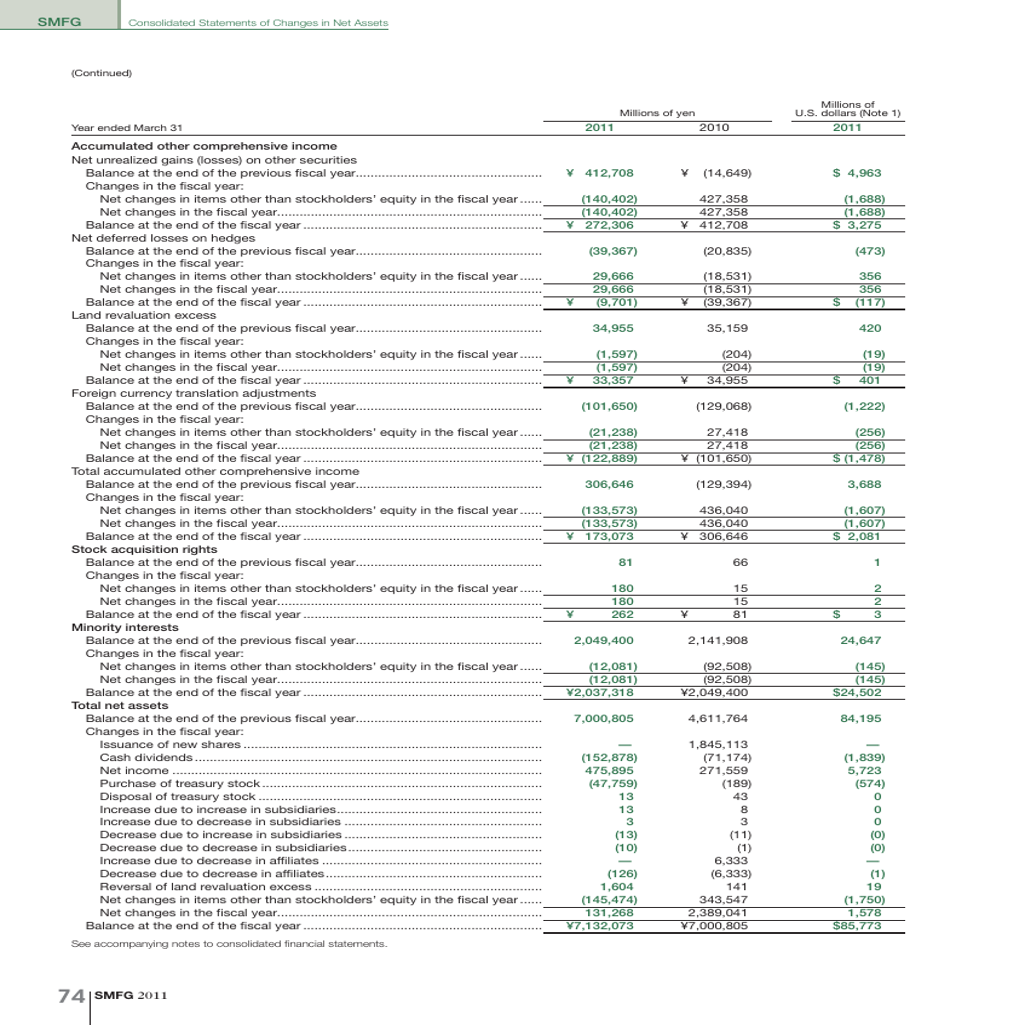 SMFG Consolidated Statements of Changes in Net Assets
(Continued)
Millions of yen Millions of U.S. dollars (Note 1)
Year ended March 31 2011 2010 2011
Accumulated other comprehensive income
Net unrealized gains (losses) on other securities
Balance at the end of the previous fiscal year ¥ 412,708 ¥ (14,649) $ 4,963
Changes in the fiscal year:
Net changes in items other than stockholders’ equity in the fiscal year (140,402) 427,358 (1,688)
Net changes in the fiscal year (140,402) 427,358 (1,688)
Balance at the end of the fiscal year ¥ 272,306 ¥ 412,708 $ 3,275
Net deferred losses on hedges
Balance at the end of the previous fiscal year (39,367) (20,835) (473)
Changes in the fiscal year:
Net changes in items other than stockholders’ equity in the fiscal year 29,666 (18,531) 356
Net changes in the fiscal year 29,666 (18,531) 356
Balance at the end of the fiscal year ¥ (9,701) ¥ (39,367) $ (117)
Land revaluation excess
Balance at the end of the previous fiscal year 34,955 35,159 420
Changes in the fiscal year:
Net changes in items other than stockholders’ equity in the fiscal year (1,597) (204) (19)
Net changes in the fiscal year (1,597) (204) (19)
Balance at the end of the fiscal year ¥ 33,357 ¥ 34,955 $ 401
Foreign currency translation adjustments
Balance at the end of the previous fiscal year (101,650) (129,068) (1,222)
Changes in the fiscal year:
Net changes in items other than stockholders’ equity in the fiscal year (21,238) 27,418 (256)
Net changes in the fiscal year (21,238) 27,418 (256)
Balance at the end of the fiscal year ¥ (122,889) ¥ (101,650) $ (1,478)
Total accumulated other comprehensive income
Balance at the end of the previous fiscal year 306,646 (129,394) 3,688
Changes in the fiscal year:
Net changes in items other than stockholders’ equity in the fiscal year (133,573) 436,040 (1,607)
Net changes in the fiscal year (133,573) 436,040 (1,607)
Balance at the end of the fiscal year ¥ 173,073 ¥ 306,646 $ 2,081
Stock acquisition rights
Balance at the end of the previous fiscal year 81 66 1
Changes in the fiscal year:
Net changes in items other than stockholders’ equity in the fiscal year 180 15 2
Net changes in the fiscal year 180 15 2
Balance at the end of the fiscal year ¥ 262 ¥ 81 $ 3
Minority interests
Balance at the end of the previous fiscal year 2,049,400 2,141,908 24,647
Changes in the fiscal year:
Net changes in items other than stockholders’ equity in the fiscal year (12,081) (92,508) (145)
Net changes in the fiscal year (12,081) (92,508) (145)
Balance at the end of the fiscal year ¥2,037,318 ¥2,049,400 $24,502
Total net assets
Balance at the end of the previous fiscal year 7,000,805 4,611,764 84,195
Changes in the fiscal year:
Issuance of new shares — 1,845,113 —
Cash dividends (152,878) (71,174) (1,839)
Net income 475,895 271,559 5,723
Purchase of treasury stock (47,759) (189) (574)
Disposal of treasury stock 13 43 0
Increase due to increase in subsidiaries 13 8 0
Increase due to decrease in subsidiaries 3 3 0
Decrease due to increase in subsidiaries (13) (11) (0)
Decrease due to decrease in subsidiaries (10) (1) (0)
Increase due to decrease in affiliates — 6,333 —
Decrease due to decrease in affiliates (126) (6,333) (1)
Reversal of land revaluation excess 1,604 141 19
Net changes in items other than stockholders’ equity in the fiscal year (145,474) 343,547 (1,750)
Net changes in the fiscal year 131,268 2,389,041 1,578
Balance at the end of the fiscal year ¥7,132,073 ¥7,000,805 $85,773
See accompanying notes to consolidated financial statements.
74 SMFG 2011